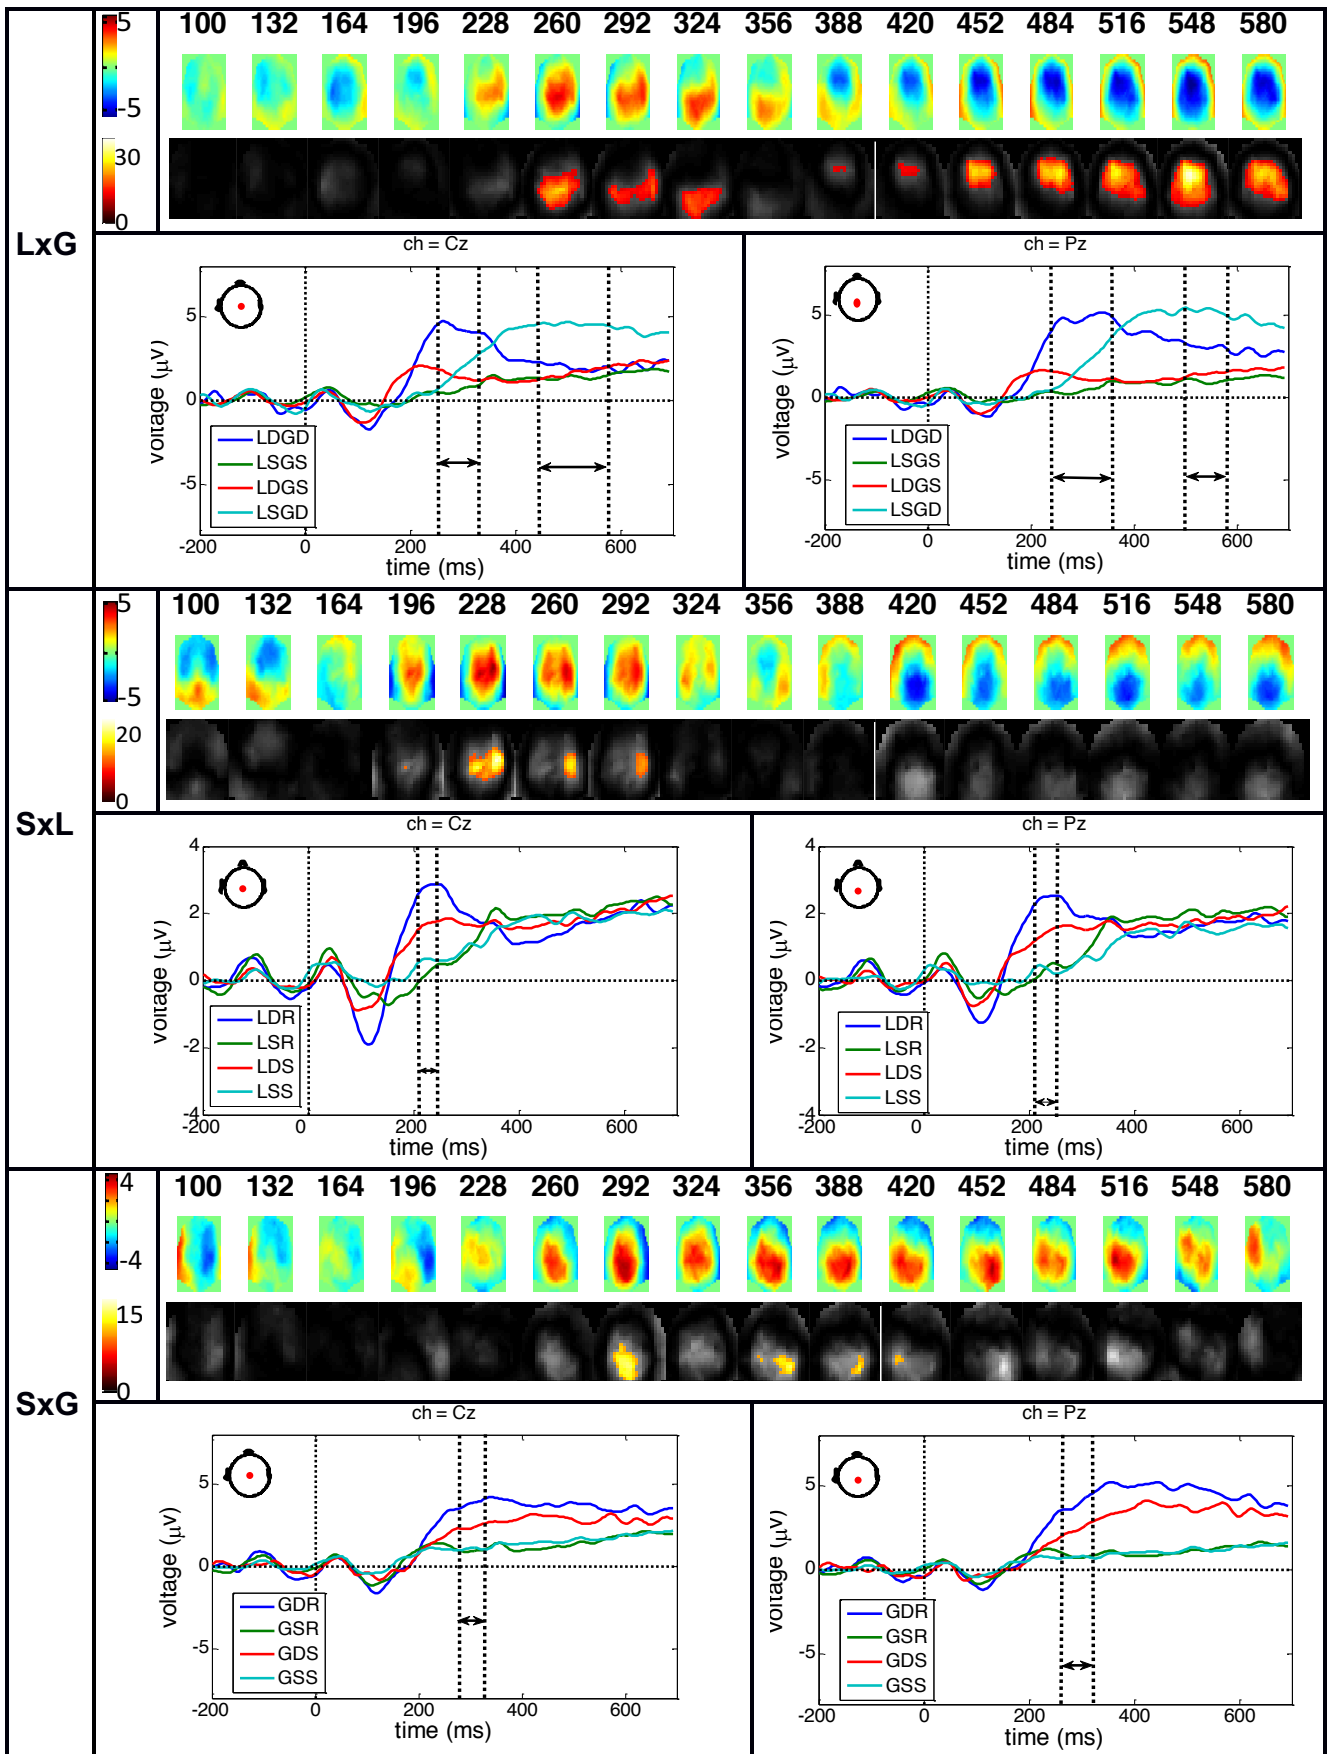 LxG
5
-5
30
0
100 132 164 196 228 260 292 324 356 388 420 452 484 516 548 580
ch = Cz
voltage (μv)
5
0
-5
LDGD
LSGS
LDGS
LSGD
-200 0 200 400 600
time (ms)
ch = Pz
voltage (μv)
5
0
-5
LDGD
LSGS
LDGS
LSGD
-200 0 200 400 600
time (ms)
SxL
5
-5
20
0
100 132 164 196 228 260 292 324 356 388 420 452 484 516 548 580
ch = Cz
voltage (μv)
4
2
0
-2
-4
LDR
LSR
LDS
LSS
-200 0 200 400 600
time (ms)
ch = Pz
voltage (μv)
4
2
0
-2
-4
LDR
LSR
LDS
LSS
-200 0 200 400 600
time (ms)
SxG
4
-4
15
0
100 132 164 196 228 260 292 324 356 388 420 452 484 516 548 580
ch = Cz
voltage (μv)
5
0
-5
GDR
GSR
GDS
GSS
-200 0 200 400 600
time (ms)
ch = Pz
voltage (μv)
5
0
-5
GDR
GSR
GDS
GSS
-200 0 200 400 600
time (ms)